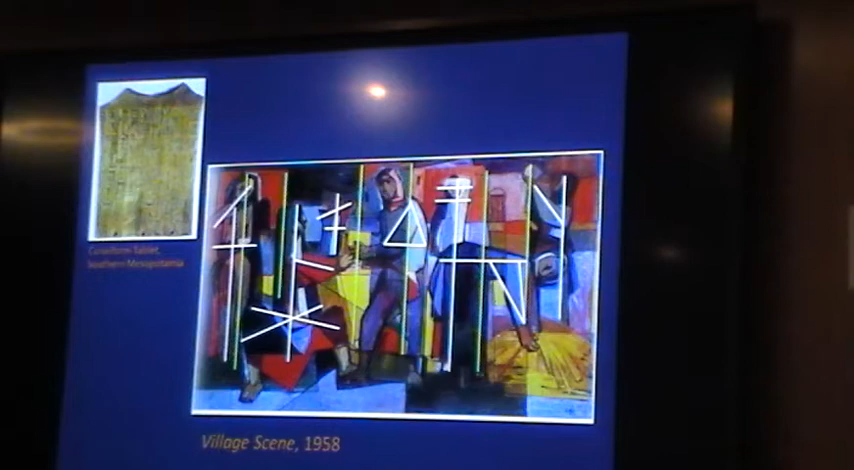 Cuneiform Tablet,
Southern Mesopotamia
Village Scene, 1958